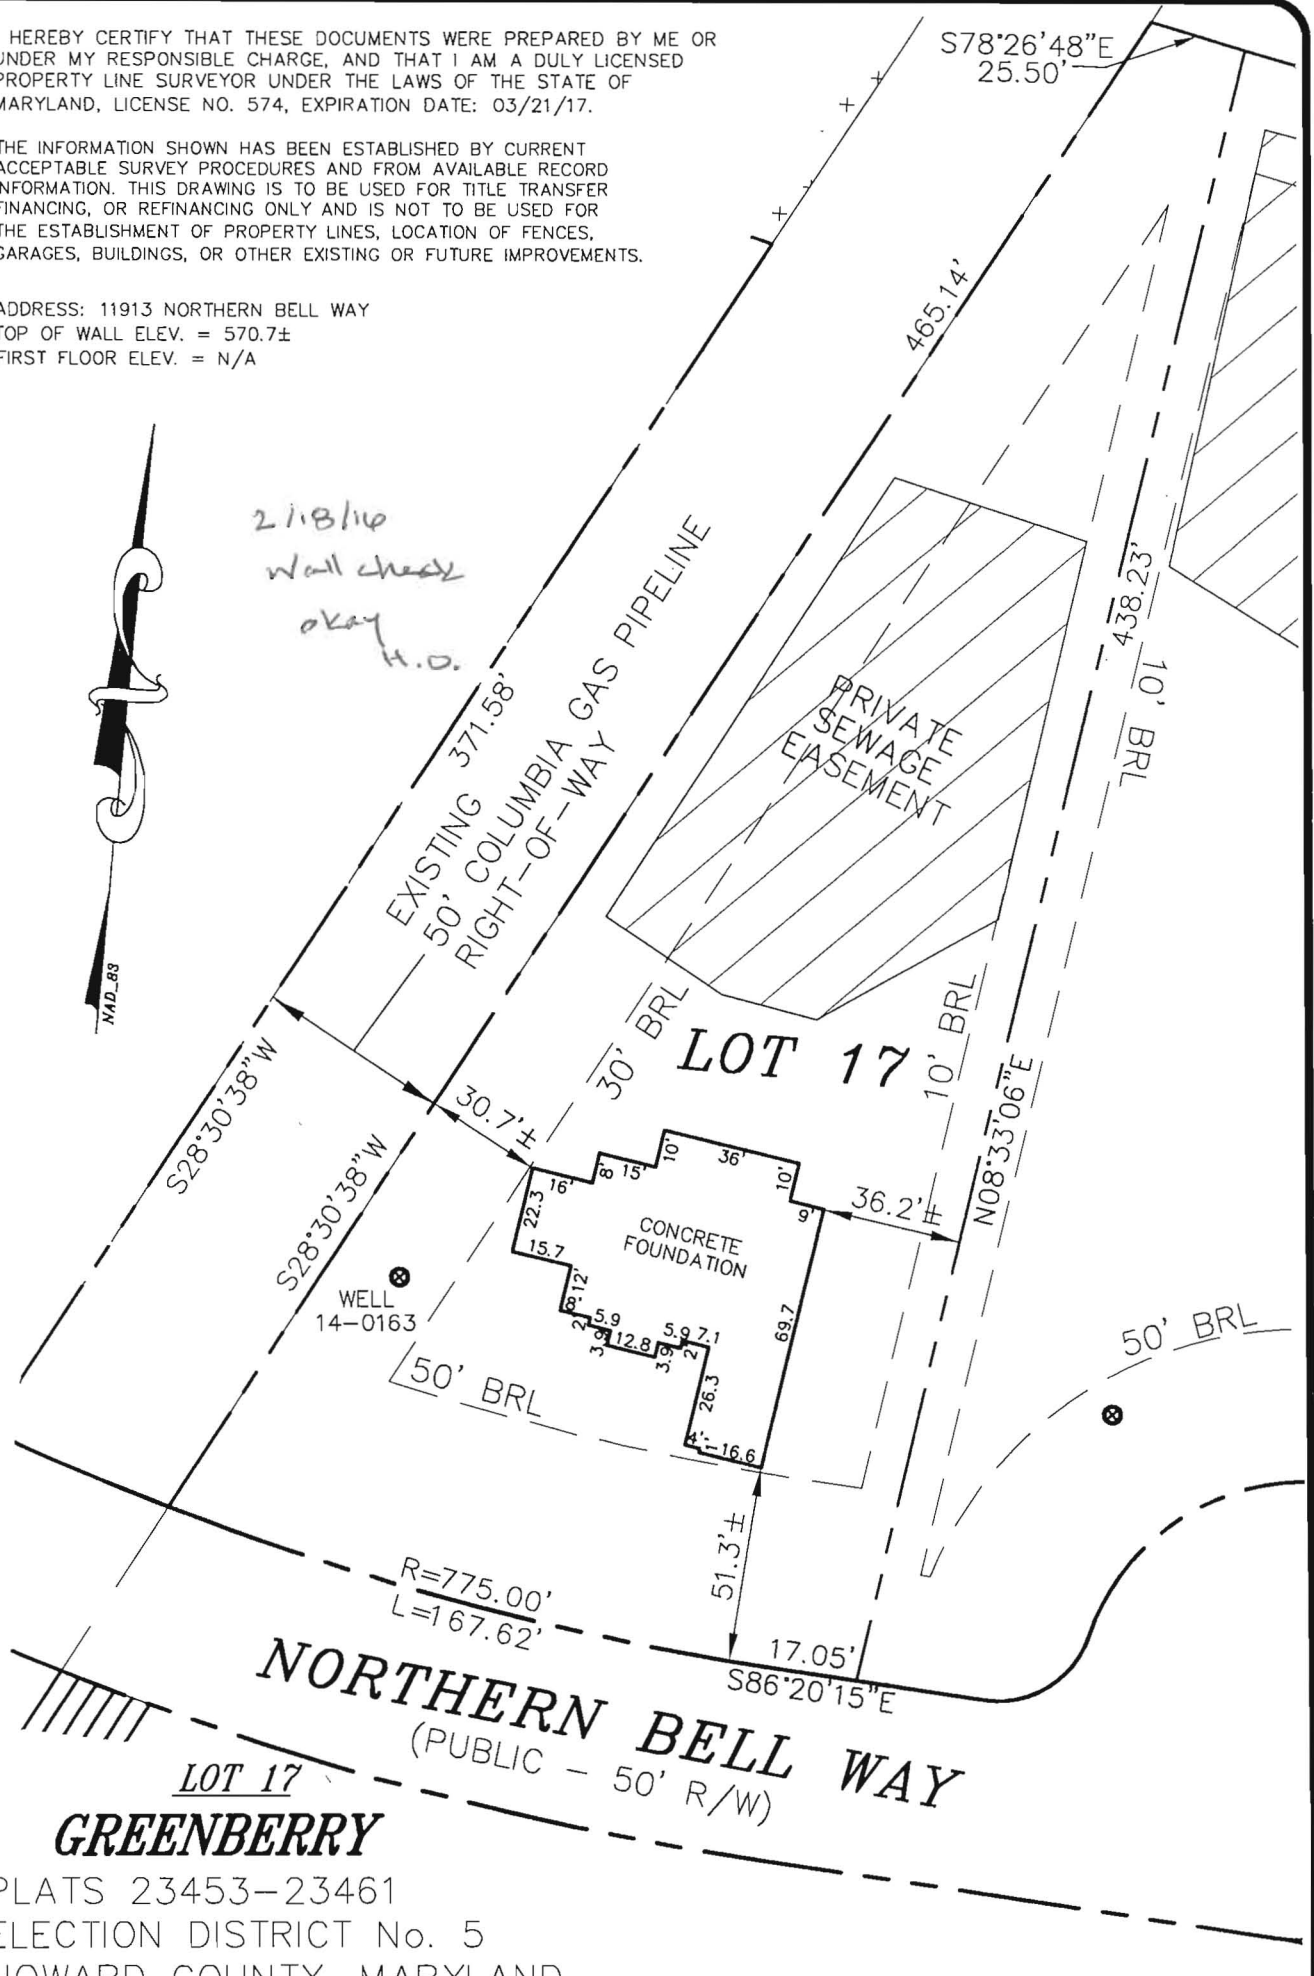 HEREBY CERTIFY THAT THESE DOCUMENTS WERE PREPARED BY ME OR
UNDER MY RESPONSIBLE CHARGE, AND THAT I AM A DULY LICENSED
PROPERTY LINE SURVEYOR UNDER THE LAWS OF THE STATE OF
MARYLAND, LICENSE NO. 574, EXPIRATION DATE: 03/21/17.
THE INFORMATION SHOWN HAS BEEN ESTABLISHED BY CURRENT
ACCEPTABLE SURVEY PROCEDURES AND FROM AVAILABLE RECORD
INFORMATION. THIS DRAWING IS TO BE USED FOR TITLE TRANSFER
FINANCING, OR REFINANCING ONLY AND IS NOT TO BE USED FOR
THE ESTABLISHMENT OF PROPERTY LINES, LOCATION OF FENCES,
GARAGES, BUILDINGS, OR OTHER EXISTING OR FUTURE IMPROVEMENTS.
ADDRESS: 11913 NORTHERN BELL WAY
TOP OF WALL ELEV. = 570.7±
FIRST FLOOR ELEV. = N/A
S78°26'48"E
25.50'
465.14'
2/18/16
Wall check
okay
H.O.
NAD_83
371.58'
EXISTING
50' COLUMBIA GAS PIPELINE
RIGHT-OF-WAY
PRIVATE
SEWAGE
EASEMENT
438.23'
10' BRL
30' BRL
LOT 17
10' BRL
N08°33'06"E
S28°30'38"W
S28°30'38"W
30.7'±
36.2'±
16'
8'
15'
10'
36'
10'
9'
22.3
15.7
12'
8'
2'
5.9
3.9
12.8
3.9
5.9
2'
7.1
26.3
4'
1'
16.6
69.7
CONCRETE
FOUNDATION
WELL
14-0163
50' BRL
50' BRL
51.3'±
R=775.00'
L=167.62'
17.05'
S86°20'15"E
NORTHERN BELL WAY
(PUBLIC - 50' R/W)
LOT 17
GREENBERRY
PLATS 23453-23461
ELECTION DISTRICT No. 5
HOWARD COUNTY, MARYLAND